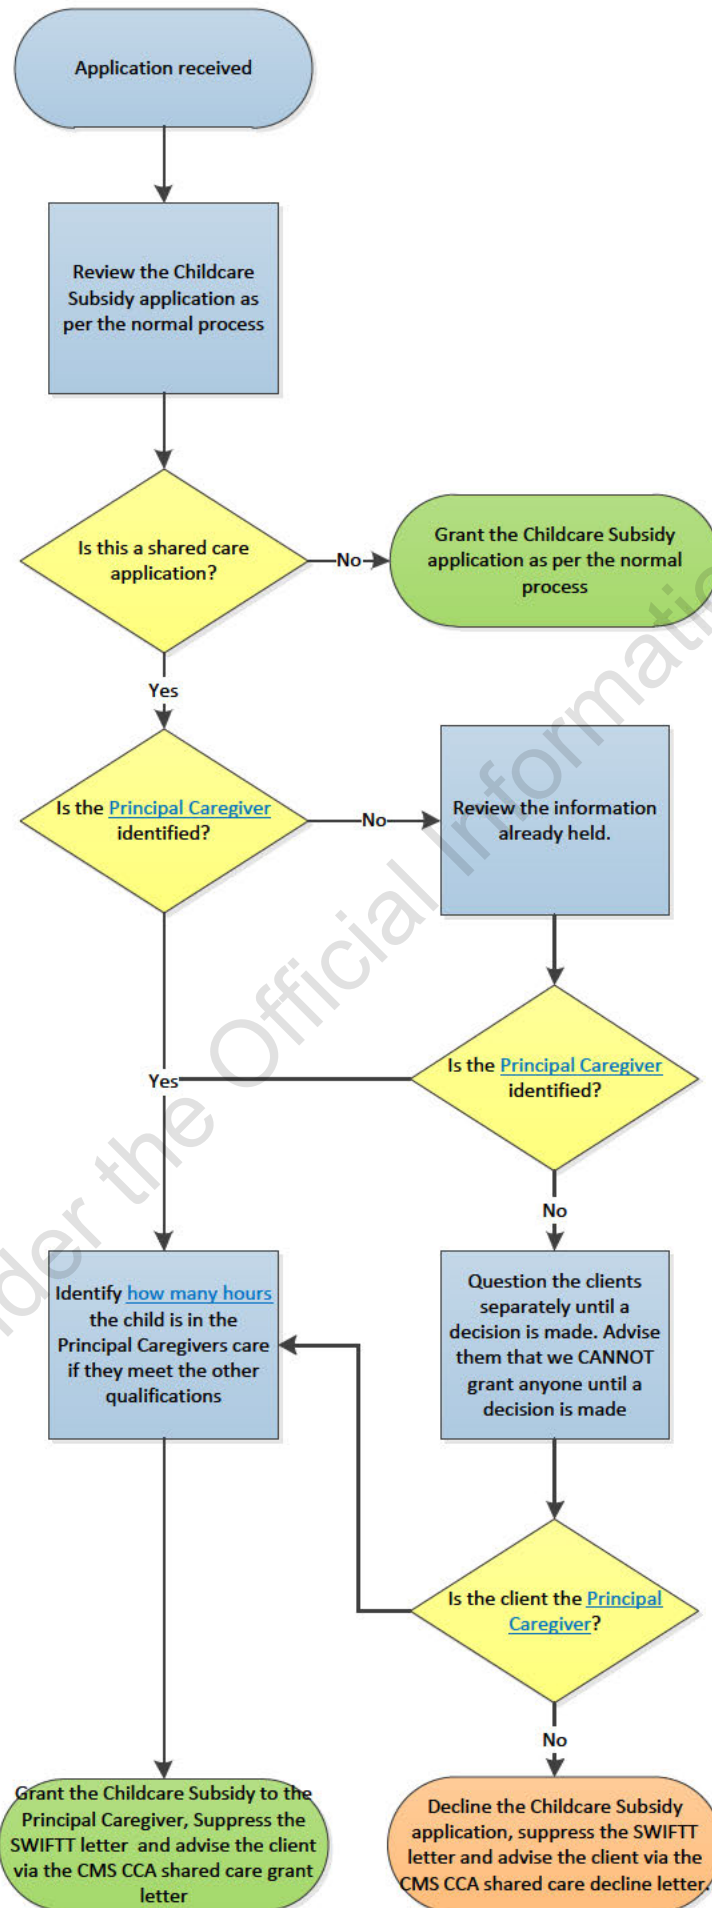 Application received
Review the Childcare
Subsidy application as
per the normal process
Is this a shared care
application?
No
Grant the Childcare Subsidy
application as per the normal
process
Yes
Is the Principal Caregiver
identified?
No
Review the information
already held.
Is the Principal Caregiver
identified?
Yes
No
Identify how many hours
the child is in the
Principal Caregivers care
if they meet the other
qualifications
Question the clients
separately until a
decision is made. Advise
them that we CANNOT
grant anyone until a
decision is made
Is the client the Principal
Caregiver?
No
Grant the Childcare Subsidy to the
Principal Caregiver, Suppress the
SWIFTT letter and advise the client
via the CMS CCA shared care grant
letter
Decline the Childcare Subsidy
application, suppress the SWIFTT
letter and advise the client via the
CMS CCA shared care decline letter.
the Official